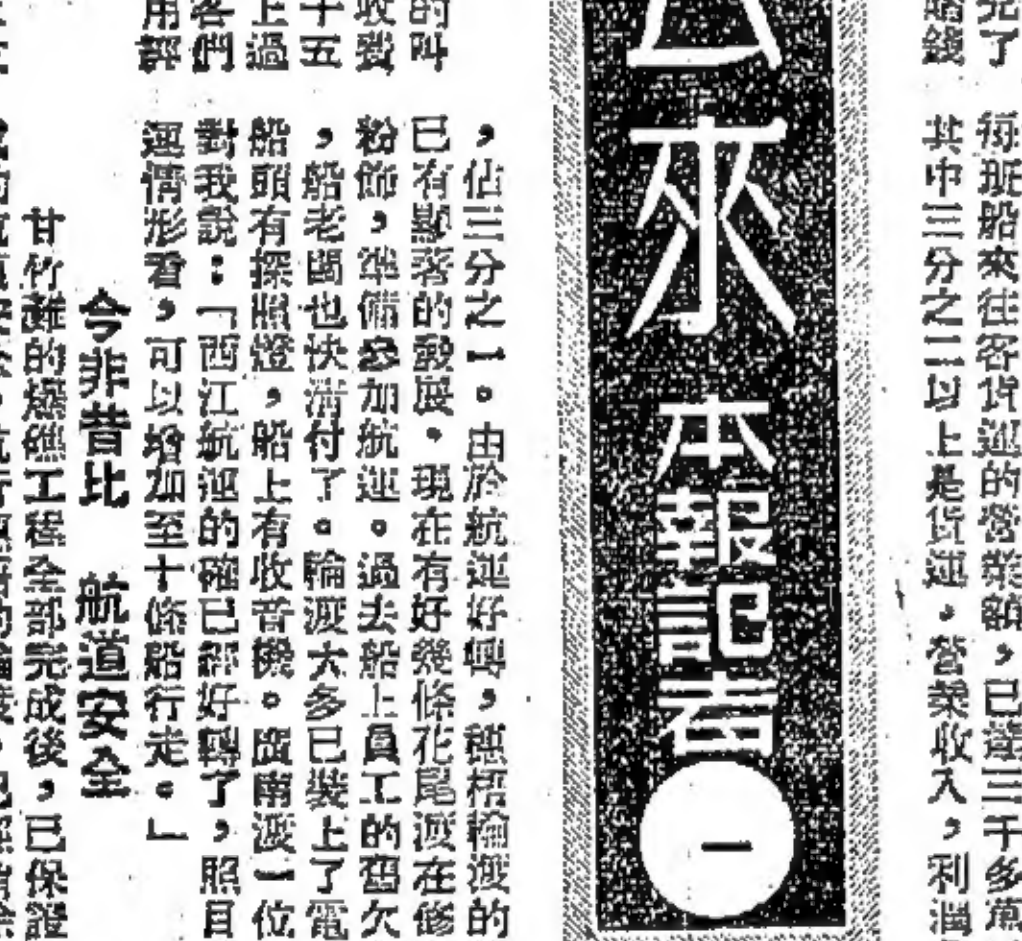 完了
每班船來往客貨運的營業額，已達三千多萬
賭錢
其中三分之二以上是貨運，營業收入，利潤
來
本報記者
一
，佔三分之一。由於航運好轉，穗梧輪渡的
的叫
已有顯著的發展。現在有好幾條花尾渡在修
收費
粉飾，準備參加航運。過去船上員工的舊欠
十五
，船老闆也快清付了。輪渡大多已裝上了電
上過
船頭有探照燈，船上有收音機。廣南渡一位
客們
對我說：「西江航運的確已經好轉了，照目
用評
運情形看，可以增加至十條船行走。」
今非昔比　航道安全
甘竹灘的爆礁工程全部完成後，已保證